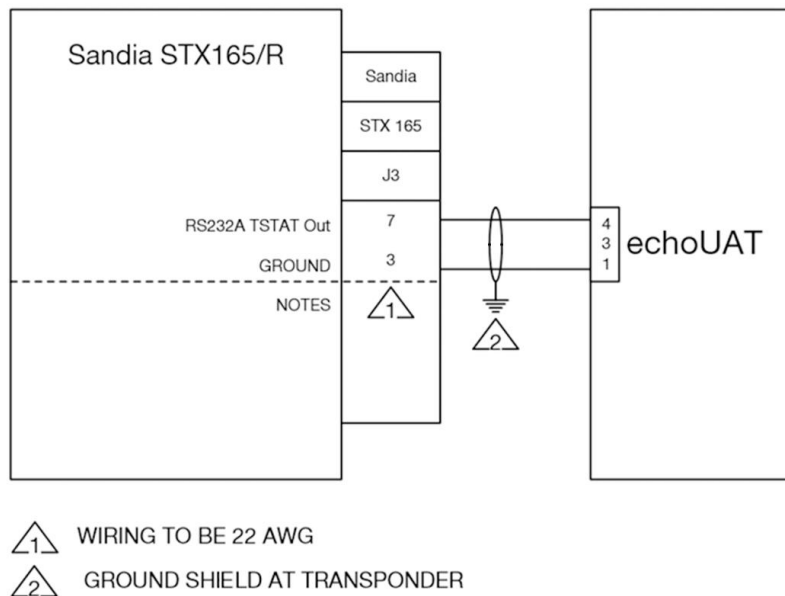 Sandia STX165/R
Sandia
STX 165
J3
RS232A TSTAT Out
7
4
3
echoUAT
GROUND
3
1
NOTES
1
2
1 WIRING TO BE 22 AWG
2 GROUND SHIELD AT TRANSPONDER